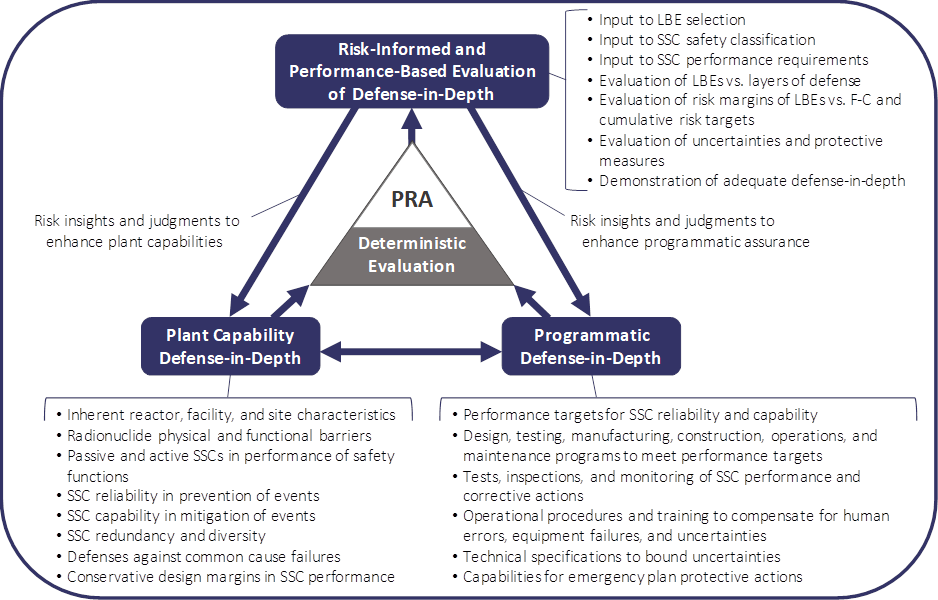 Risk-Informed and
Performance-Based Evaluation
of Defense-in-Depth
• Input to LBE selection
• Input to SSC safety classification
• Input to SSC performance requirements
• Evaluation of LBEs vs. layers of defense
• Evaluation of risk margins of LBEs vs. F-C and
cumulative risk targets
• Evaluation of uncertainties and protective
measures
• Demonstration of adequate defense-in-depth
PRA
Deterministic
Evaluation
Risk insights and judgments to
enhance plant capabilities
Risk insights and judgments to
enhance programmatic assurance
Plant Capability
Defense-in-Depth
Programmatic
Defense-in-Depth
• Inherent reactor, facility, and site characteristics
• Radionuclide physical and functional barriers
• Passive and active SSCs in performance of safety
functions
• SSC reliability in prevention of events
• SSC capability in mitigation of events
• SSC redundancy and diversity
• Defenses against common cause failures
• Conservative design margins in SSC performance
• Performance targets for SSC reliability and capability
• Design, testing, manufacturing, construction, operations, and
maintenance programs to meet performance targets
• Tests, inspections, and monitoring of SSC performance and
corrective actions
• Operational procedures and training to compensate for human
errors, equipment failures, and uncertainties
• Technical specifications to bound uncertainties
• Capabilities for emergency plan protective actions